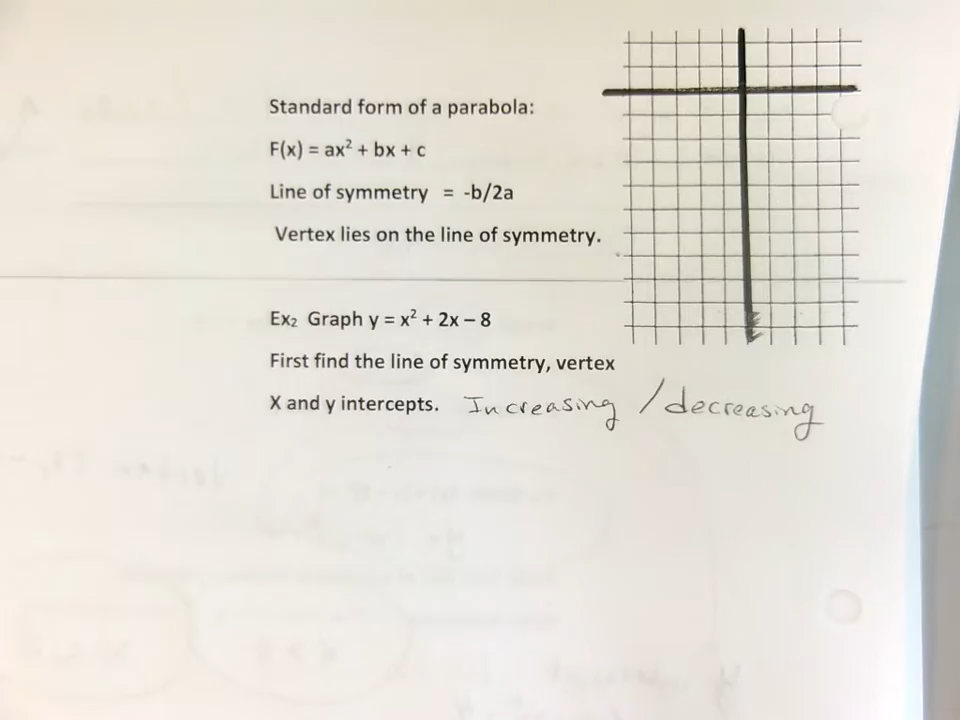 Standard form of a parabola:
F(x) = ax² + bx + c
Line of symmetry = -b/2a
Vertex lies on the line of symmetry.
Ex₂ Graph y = x² + 2x – 8
First find the line of symmetry, vertex
X and y intercepts. Increasing / decreasing